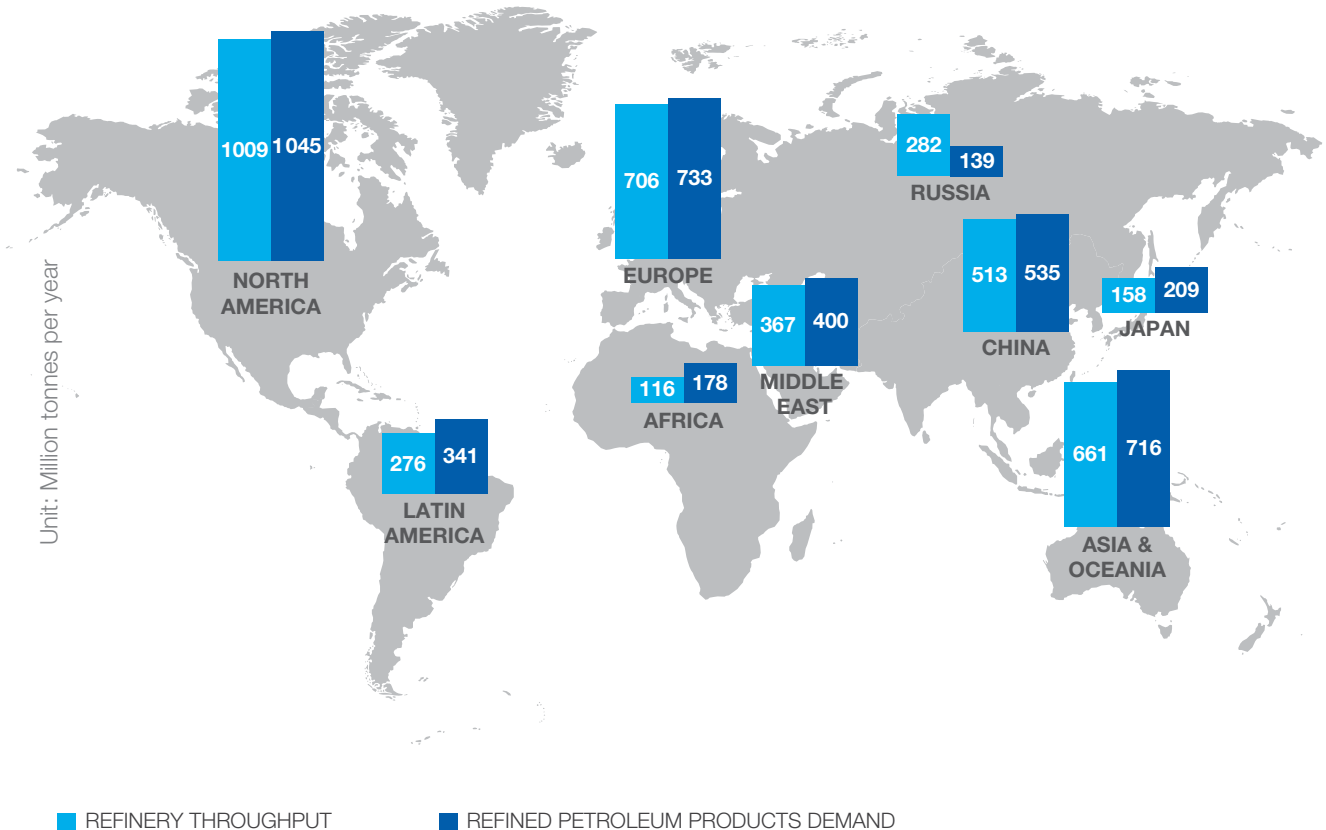 Unit: Million tonnes per year
1009 1045
NORTH
AMERICA
706 733
EUROPE
282 139
RUSSIA
513 535
CHINA
158 209
JAPAN
367 400
MIDDLE
EAST
116 178
AFRICA
276 341
LATIN
AMERICA
661 716
ASIA &
OCEANIA
REFINERY THROUGHPUT
REFINED PETROLEUM PRODUCTS DEMAND